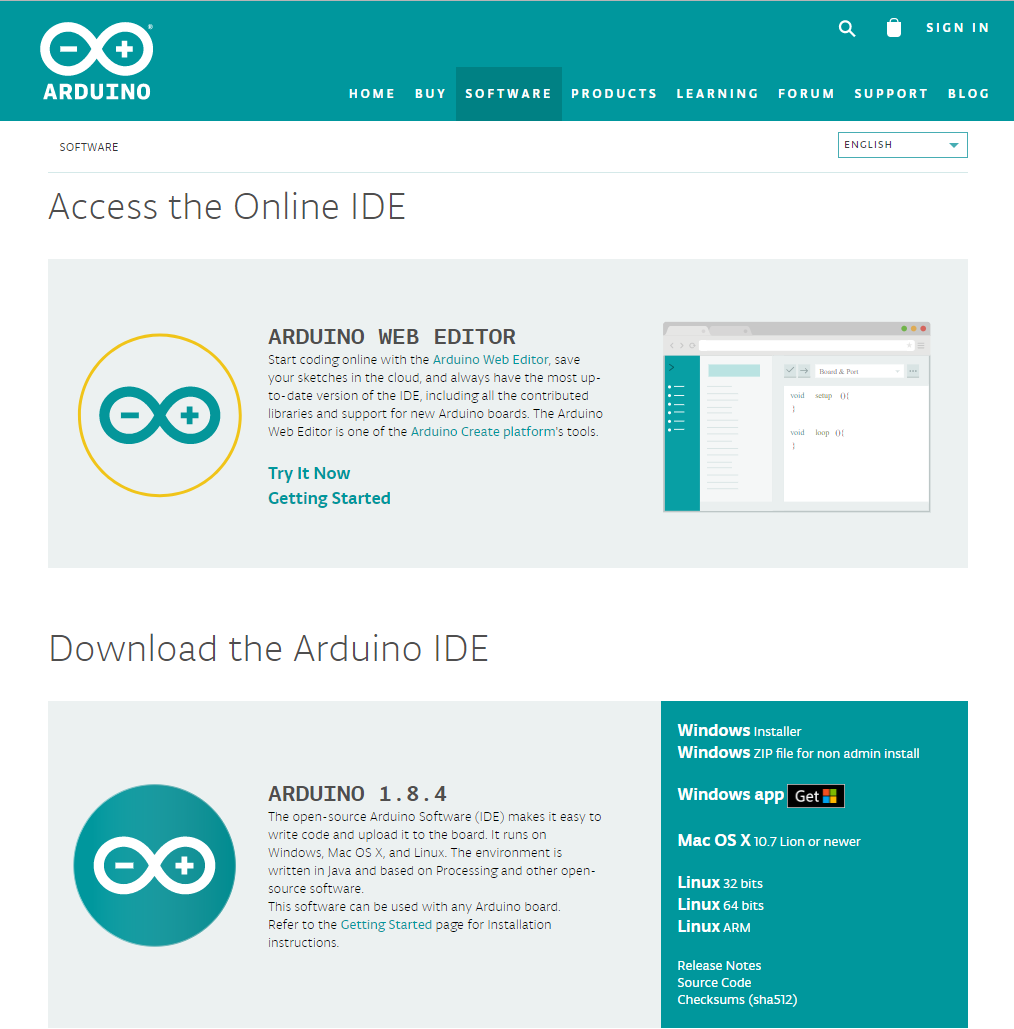 ARDUINO
SIGN IN
HOME BUY SOFTWARE PRODUCTS LEARNING FORUM SUPPORT BLOG
SOFTWARE
ENGLISH
Access the Online IDE
ARDUINO WEB EDITOR
Start coding online with the Arduino Web Editor, save
your sketches in the cloud, and always have the most up-
to-date version of the IDE, including all the contributed
libraries and support for new Arduino boards. The Arduino
Web Editor is one of the Arduino Create platform's tools.
Try It Now
Getting Started
Board & Port
void setup (){
}
void loop (){
}
Download the Arduino IDE
ARDUINO 1.8.4
The open-source Arduino Software (IDE) makes it easy to
write code and upload it to the board. It runs on
Windows, Mac OS X, and Linux. The environment is
written in Java and based on Processing and other open-
source software.
This software can be used with any Arduino board.
Refer to the Getting Started page for Installation
instructions.
Windows Installer
Windows ZIP file for non admin install
Windows app Get
Mac OS X 10.7 Lion or newer
Linux 32 bits
Linux 64 bits
Linux ARM
Release Notes
Source Code
Checksums (sha512)